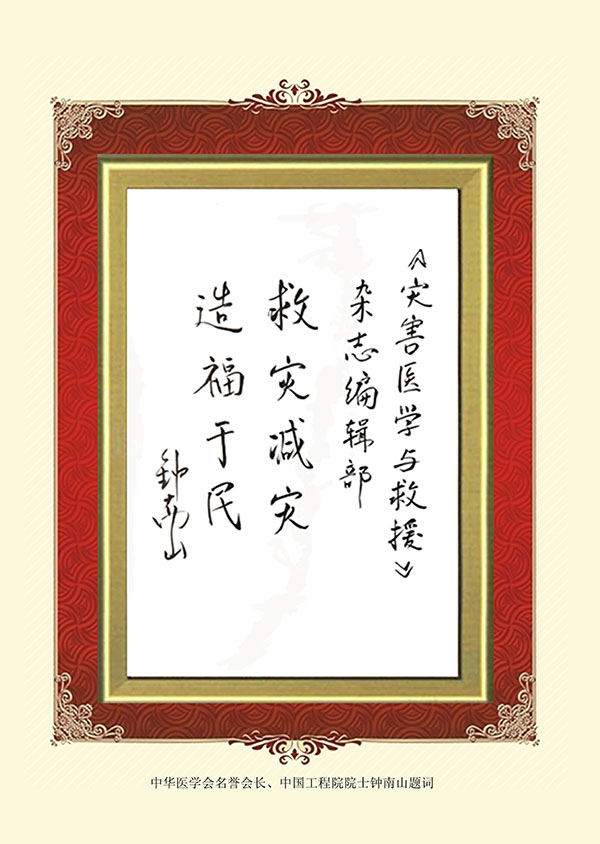 《灾害医学与救援》
杂志编辑部
救灾减灾
造福于民
钟南山
中华医学会名誉会长、中国工程院院士钟南山题词